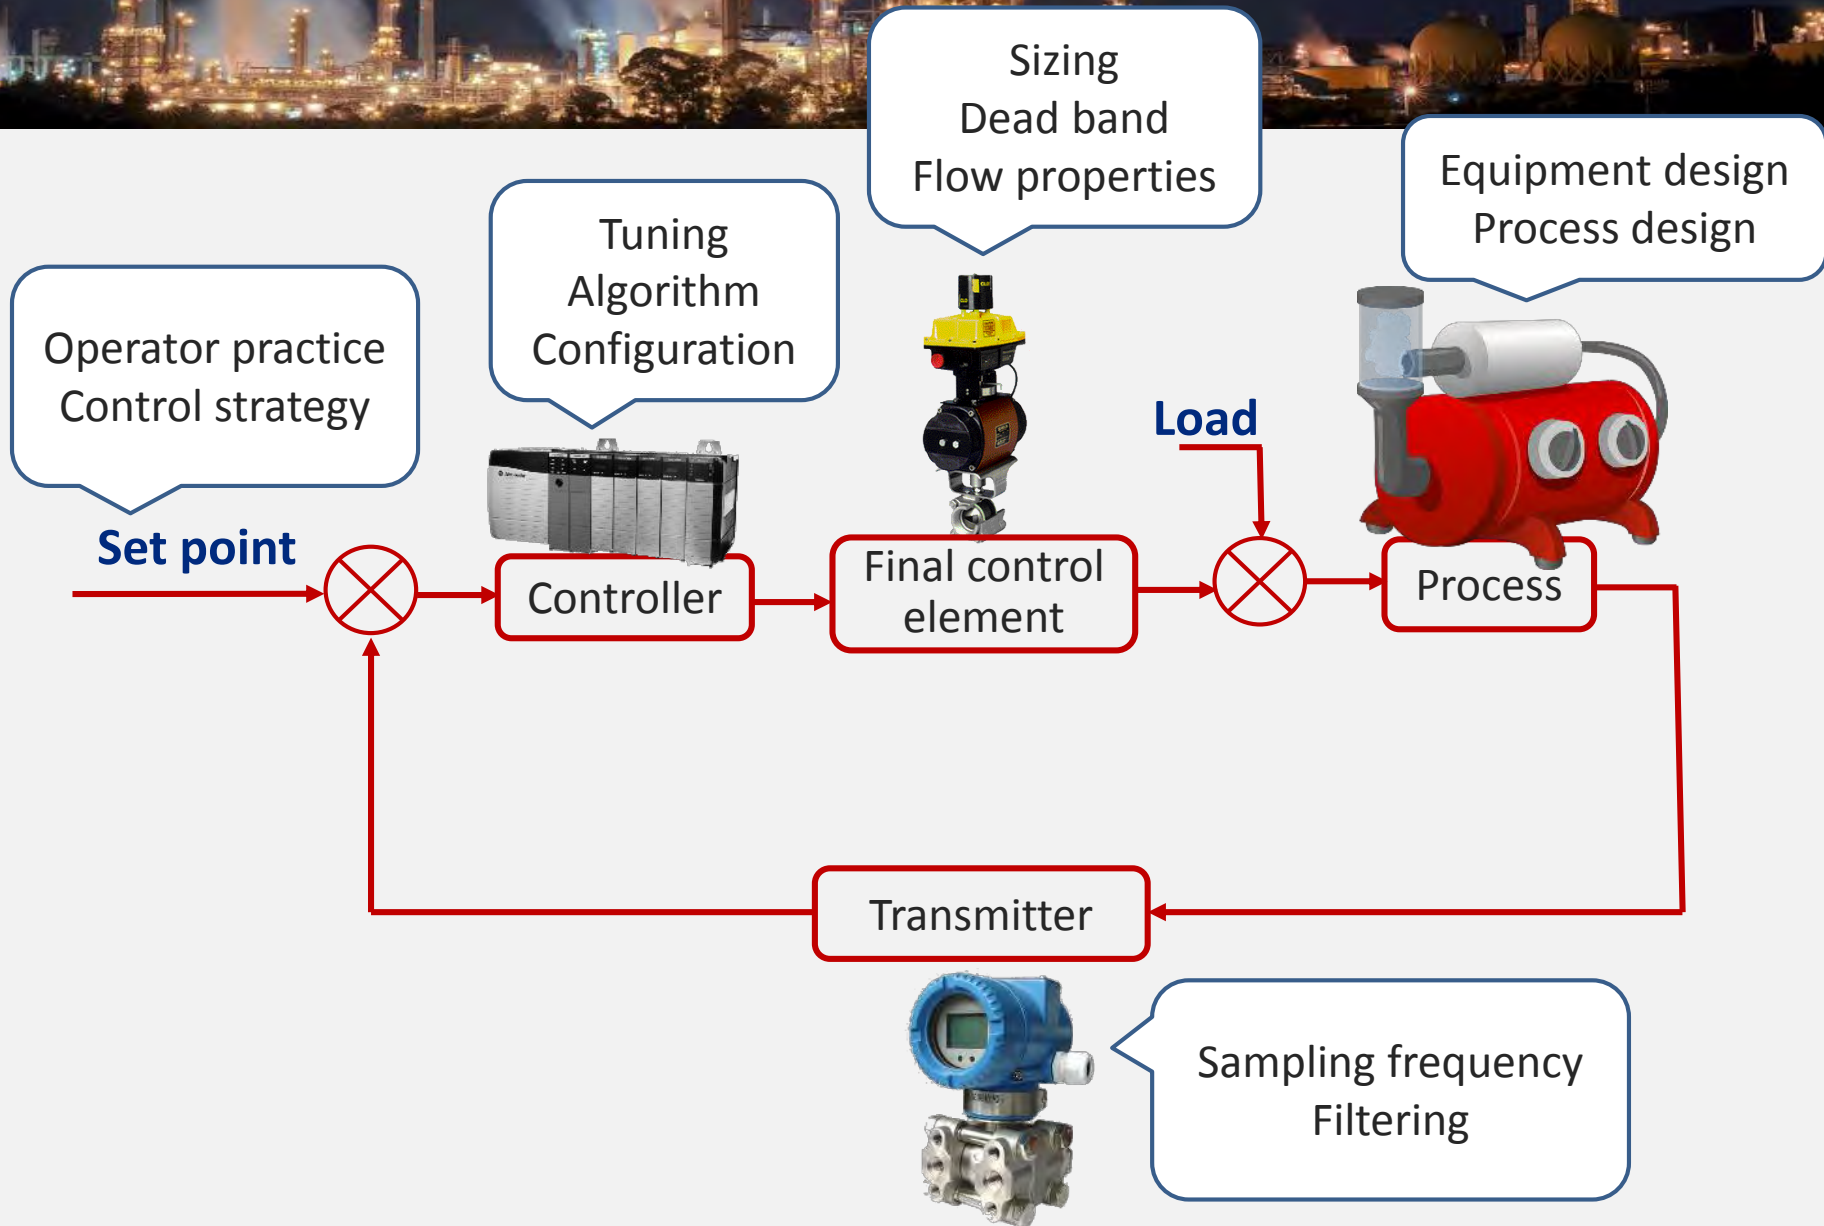 Sizing
Dead band
Flow properties
Equipment design
Process design
Tuning
Algorithm
Configuration
Operator practice
Control strategy
Load
Set point
Controller
Final control
element
Process
Transmitter
Sampling frequency
Filtering